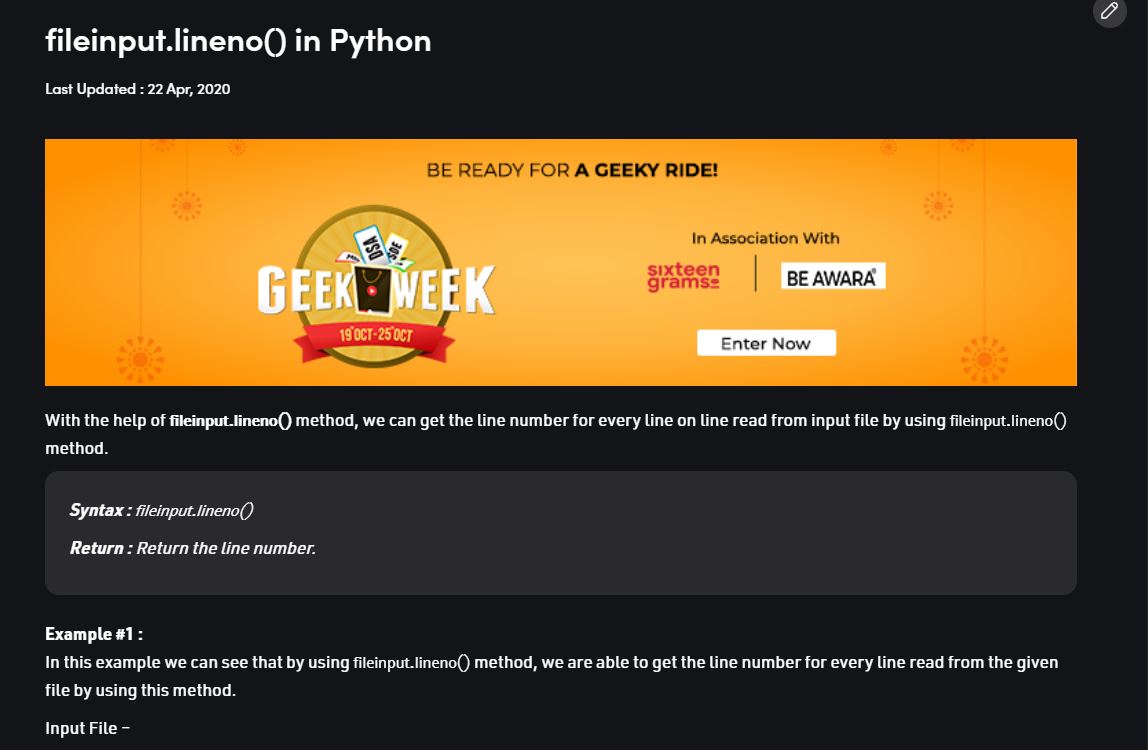 fileinput.lineno() in Python
Last Updated : 22 Apr, 2020
BE READY FOR A GEEKY RIDE!
DSA
SDE
GEEK WEEK
19 OCT - 25 OCT
In Association With
sixteen
grams
BE AWARA®
Enter Now
With the help of fileinput.lineno() method, we can get the line number for every line on line read from input file by using fileinput.lineno()
method.
Syntax : fileinput.lineno()
Return : Return the line number.
Example #1 :
In this example we can see that by using fileinput.lineno() method, we are able to get the line number for every line read from the given
file by using this method.
Input File –